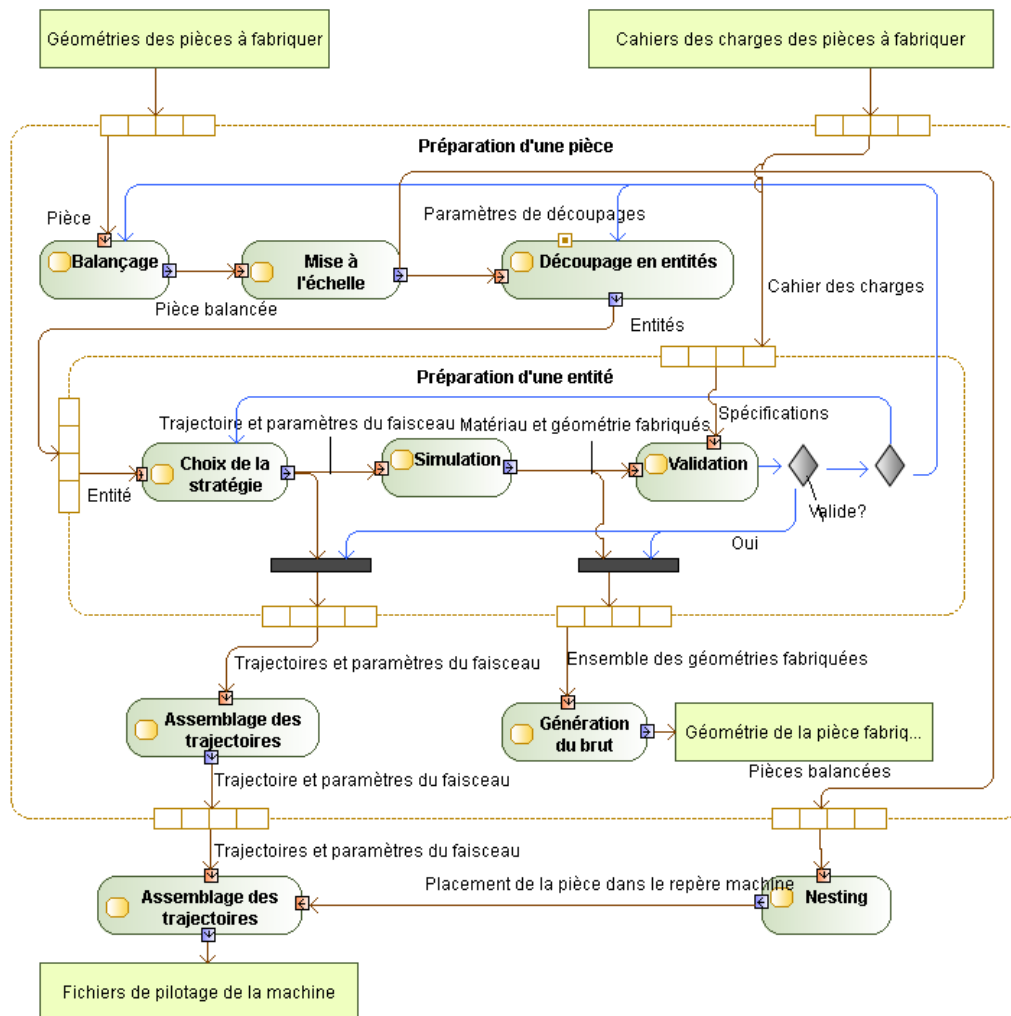 Géométries des pièces à fabriquer
Cahiers des charges des pièces à fabriquer
Préparation d'une pièce
Pièce
Paramètres de découpages
Balançage
Mise à
l'échelle
Découpage en entités
Cahier des charges
Pièce balancée
Entités
Préparation d'une entité
Trajectoire et paramètres du faisceau
Matériau et géométrie fabriqués
Spécifications
Choix de la
stratégie
Simulation
Validation
Entité
Valide?
Oui
Trajectoires et paramètres du faisceau
Ensemble des géométries fabriquées
Assemblage des
trajectoires
Génération
du brut
Géométrie de la pièce fabriq...
Trajectoire et paramètres du faisceau
Pièces balancées
Trajectoires et paramètres du faisceau
Placement de la pièce dans le repère machine
Assemblage des
trajectoires
Nesting
Fichiers de pilotage de la machine